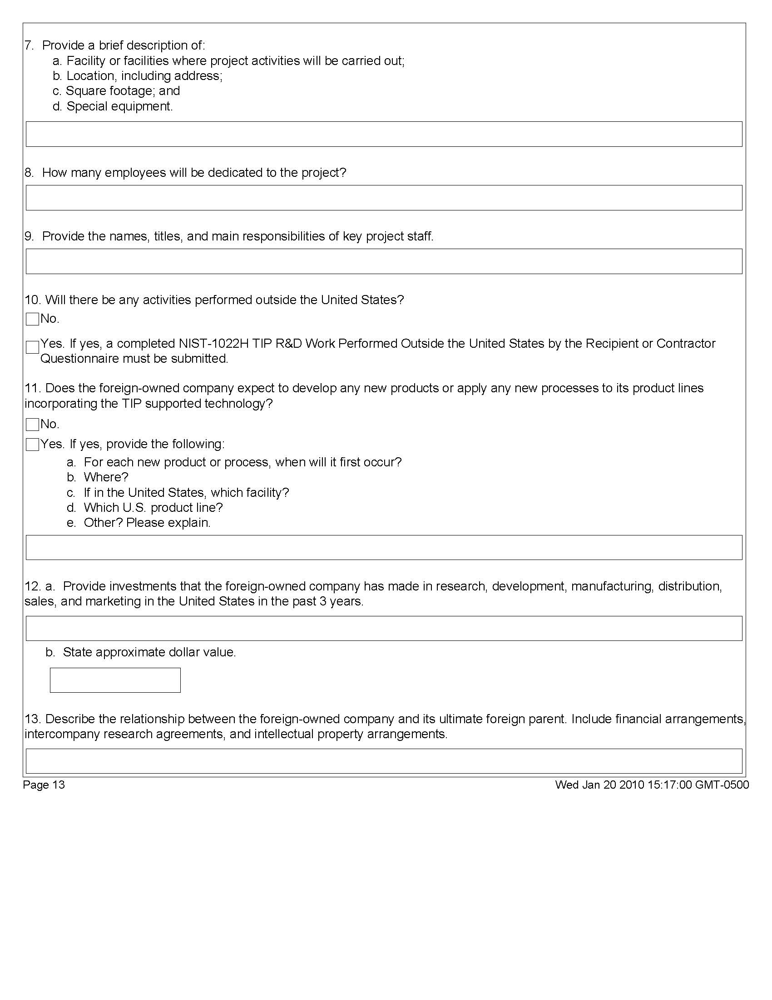 7. Provide a brief description of:
a. Facility or facilities where project activities will be carried out;
b. Location, including address;
c. Square footage; and
d. Special equipment.
8. How many employees will be dedicated to the project?
9. Provide the names, titles, and main responsibilities of key project staff.
10. Will there be any activities performed outside the United States?
No.
Yes. If yes, a completed NIST-1022H TIP R&D Work Performed Outside the United States by the Recipient or Contractor
Questionnaire must be submitted.
11. Does the foreign-owned company expect to develop any new products or apply any new processes to its product lines
incorporating the TIP supported technology?
No.
Yes. If yes, provide the following:
a. For each new product or process, when will it first occur?
b. Where?
c. If in the United States, which facility?
d. Which U.S. product line?
e. Other? Please explain.
12. a. Provide investments that the foreign-owned company has made in research, development, manufacturing, distribution,
sales, and marketing in the United States in the past 3 years.
b. State approximate dollar value.
13. Describe the relationship between the foreign-owned company and its ultimate foreign parent. Include financial arrangements,
intercompany research agreements, and intellectual property arrangements.
Page 13
Wed Jan 20 2010 15:17:00 GMT-0500